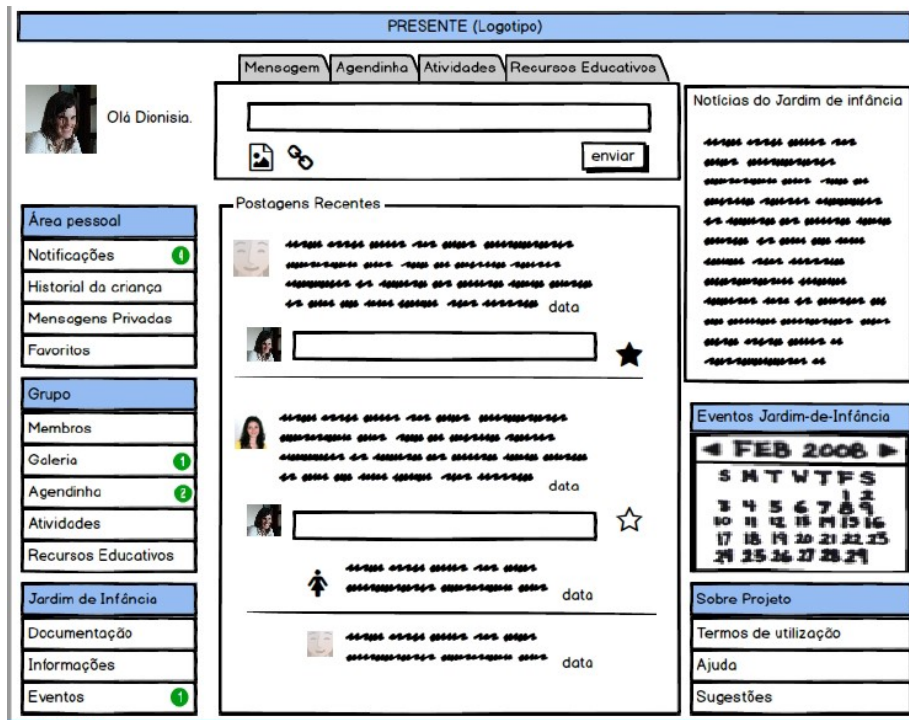 PRESENTE (Logotipo)
Olá Dionisia.
Mensagem
Agendinha
Atividades
Recursos Educativos
enviar
Notícias do Jardim de infância
Área pessoal
Notificações 4
Historial da criança
Mensagens Privadas
Favoritos
Grupo
Membros
Galeria 1
Agendinha 2
Atividades
Recursos Educativos
Jardim de Infância
Documentação
Informações
Eventos 1
Postagens Recentes
data
data
data
data
Eventos Jardim-de-Infância
FEB 2008
S M T W T F S
1 2
3 4 5 6 7 8 9
10 11 12 13 14 15 16
17 18 19 20 21 22 23
24 25 26 27 28 29
Sobre Projeto
Termos de utilização
Ajuda
Sugestões